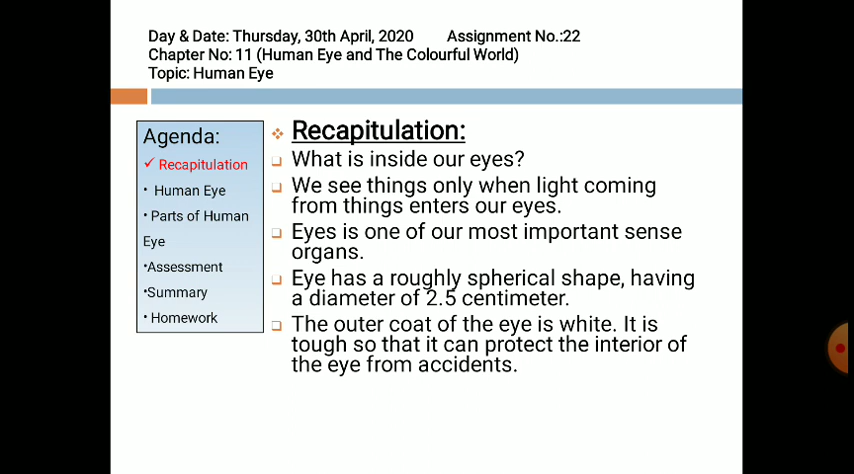 Day & Date: Thursday, 30th April, 2020 Assignment No.:22
Chapter No: 11 (Human Eye and The Colourful World)
Topic: Human Eye
Agenda:
✓ Recapitulation
• Human Eye
• Parts of Human
Eye
•Assessment
•Summary
• Homework
❖ Recapitulation:
❑ What is inside our eyes?
❑ We see things only when light coming
from things enters our eyes.
❑ Eyes is one of our most important sense
organs.
❑ Eye has a roughly spherical shape, having
a diameter of 2.5 centimeter.
❑ The outer coat of the eye is white. It is
tough so that it can protect the interior of
the eye from accidents.